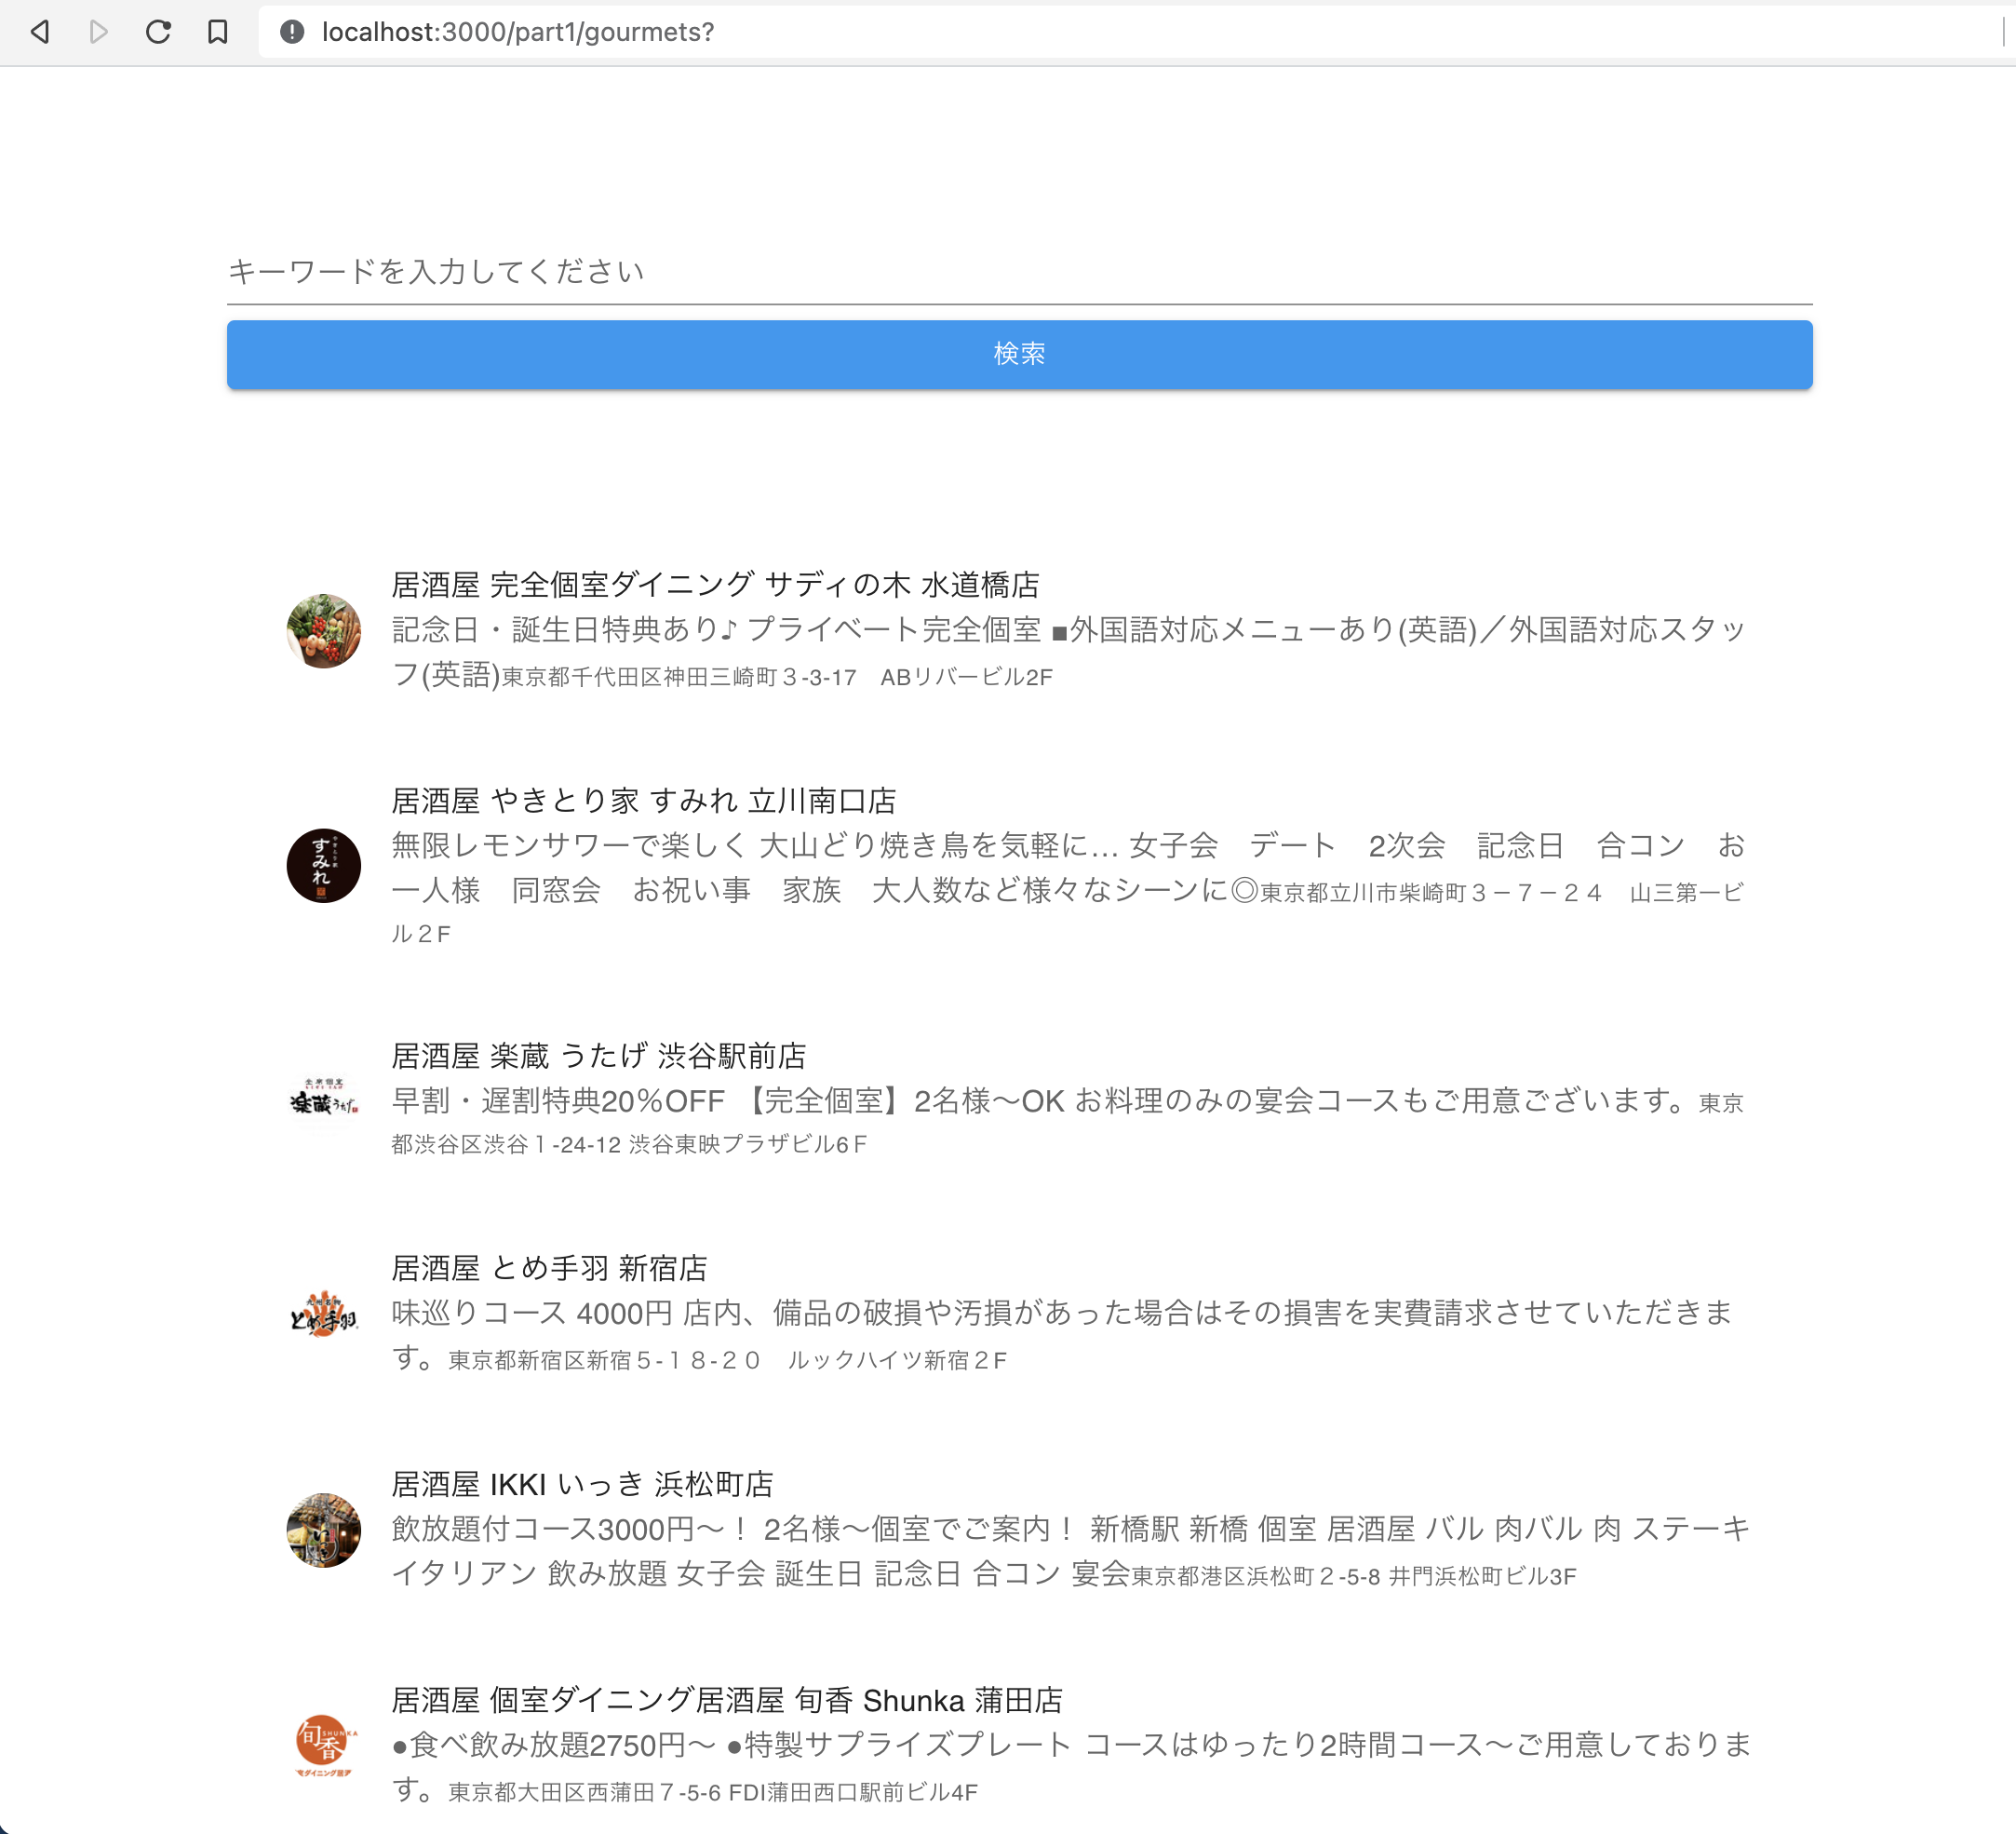 localhost:3000/part1/gourmets?
キーワードを入力してください
検索
居酒屋 完全個室ダイニング サディの木 水道橋店
記念日・誕生日特典あり♪ プライベート完全個室 ■外国語対応メニューあり(英語)／外国語対応スタッ
フ(英語)東京都千代田区神田三崎町３-3-17　ABリバービル2F
居酒屋 やきとり家 すみれ 立川南口店
すみれ
無限レモンサワーで楽しく 大山どり焼き鳥を気軽に… 女子会　デート　2次会　記念日　合コン　お
一人様　同窓会　お祝い事　家族　大人数など様々なシーンに◎東京都立川市柴崎町３－７－２４　山三第一ビ
ル２F
居酒屋 楽蔵 うたげ 渋谷駅前店
楽蔵うたげ
早割・遅割特典20％OFF 【完全個室】2名様～OK お料理のみの宴会コースもご用意ございます。東京
都渋谷区渋谷１-24-12 渋谷東映プラザビル6Ｆ
居酒屋 とめ手羽 新宿店
とめ手羽
味巡りコース 4000円 店内、備品の破損や汚損があった場合はその損害を実費請求させていただきま
す。東京都新宿区新宿５-１８-２０　ルックハイツ新宿２F
居酒屋 IKKI いっき 浜松町店
飲放題付コース3000円～！ 2名様～個室でご案内！ 新橋駅 新橋 個室 居酒屋 バル 肉バル 肉 ステーキ
イタリアン 飲み放題 女子会 誕生日 記念日 合コン 宴会東京都港区浜松町２-5-8 井門浜松町ビル3F
居酒屋 個室ダイニング居酒屋 旬香 Shunka 蒲田店
旬香 SHUNKA
●食べ飲み放題2750円～ ●特製サプライズプレート コースはゆったり2時間コース～ご用意しておりま
す。東京都大田区西蒲田７-5-6 FDI蒲田西口駅前ビル4F